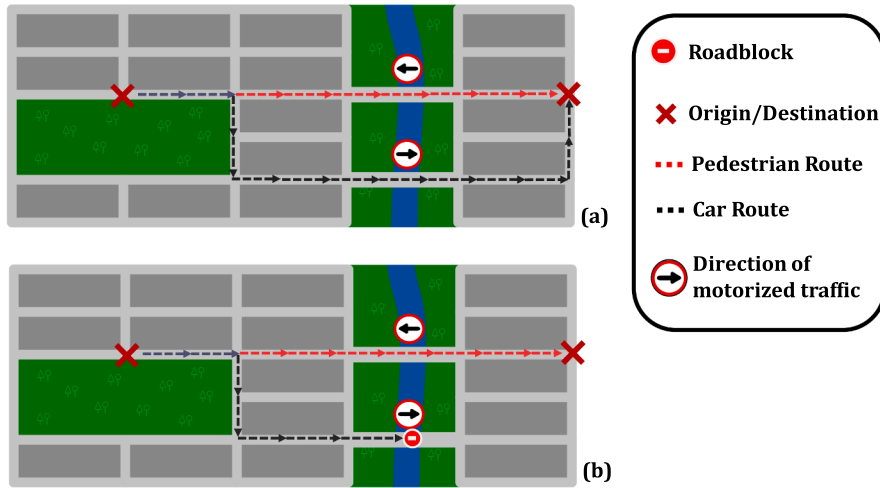 Roadblock
Origin/Destination
Pedestrian Route
Car Route
Direction of
motorized traffic
(a)
(b)